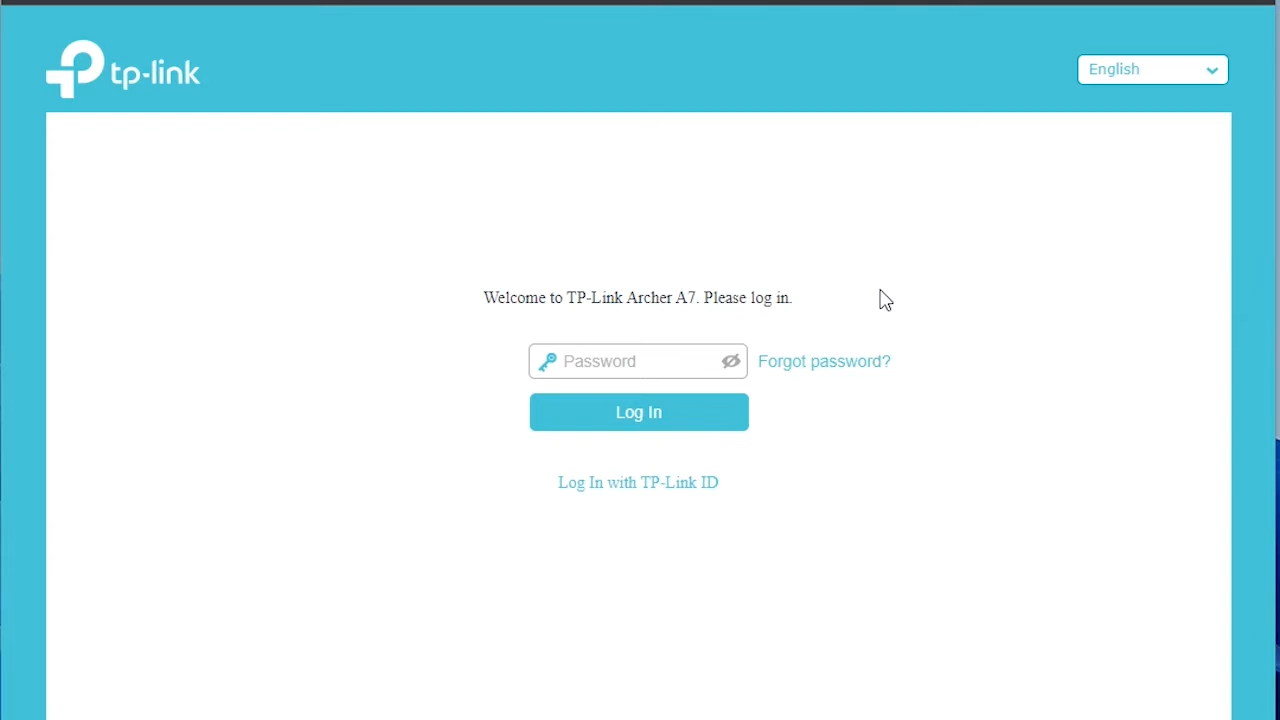 tp-link
English
Welcome to TP-Link Archer A7. Please log in.
Password
Forgot password?
Log In
Log In with TP-Link ID